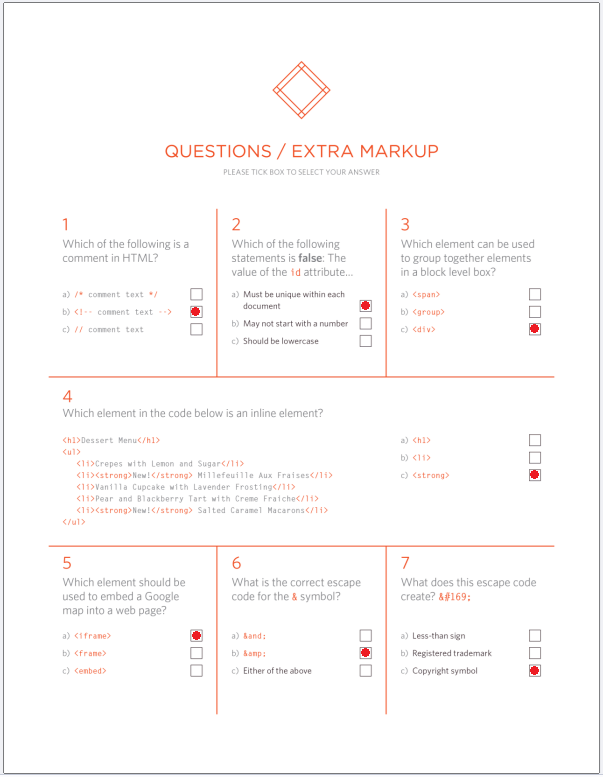 QUESTIONS / EXTRA MARKUP
PLEASE TICK BOX TO SELECT YOUR ANSWER
1
Which of the following is a
comment in HTML?
a) /* comment text */
b) <!-- comment text -->
c) // comment text
2
Which of the following
statements is false: The
value of the id attribute...
a) Must be unique within each
document
b) May not start with a number
c) Should be lowercase
3
Which element can be used
to group together elements
in a block level box?
a) <span>
b) <group>
c) <div>
4
Which element in the code below is an inline element?
<h1>Dessert Menu</h1>
<ul>
<li>Crepes with Lemon and Sugar</li>
<li><strong>New!</strong> Millefeuille Aux Fraises</li>
<li>Vanilla Cupcake with Lavender Frosting</li>
<li>Pear and Blackberry Tart with Creme Fraiche</li>
<li><strong>New!</strong> Salted Caramel Macarons</li>
</ul>
a) <h1>
b) <li>
c) <strong>
5
Which element should be
used to embed a Google
map into a web page?
a) <iframe>
b) <frame>
c) <embed>
6
What is the correct escape
code for the & symbol?
a) &and;
b) &amp;
c) Either of the above
7
What does this escape code
create? &#169;
a) Less-than sign
b) Registered trademark
c) Copyright symbol